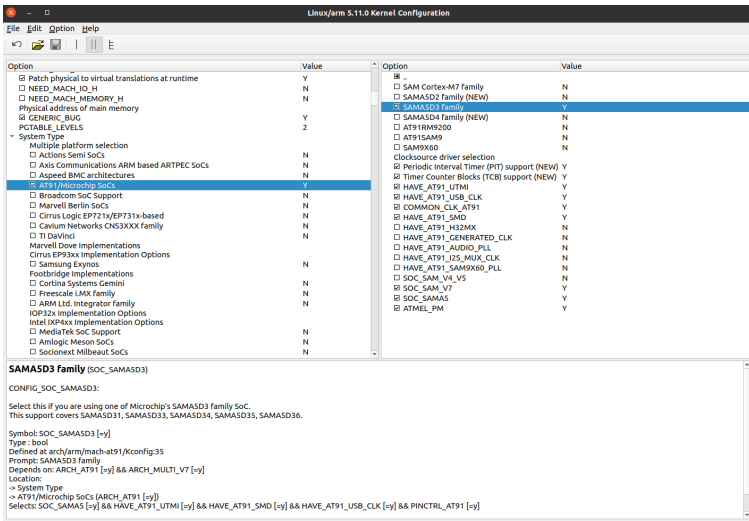 Linux/arm 5.11.0 Kernel Configuration
File Edit Option Help
Option Value
Patch physical to virtual translations at runtime Y
NEED_MACH_IO_H N
NEED_MACH_MEMORY_H N
Physical address of main memory
GENERIC_BUG Y
PGTABLE_LEVELS 2
System Type
Multiple platform selection
Actions Semi SoCs N
Axis Communications ARM based ARTPEC SoCs N
Aspeed BMC architectures N
AT91/Microchip SoCs Y
Broadcom SoC Support N
Marvell Berlin SoCs N
Cirrus Logic EP721x/EP731x-based N
Cavium Networks CNS3XXX family N
TI DaVinci N
Marvell Dove Implementations
Cirrus EP93xx Implementation Options
Samsung Exynos N
Footbridge Implementations
Cortina Systems Gemini N
Freescale i.MX family N
ARM Ltd. Integrator family N
IOP32x Implementation Options
Intel IXP4xx Implementation Options
MediaTek SoC Support N
Amlogic Meson SoCs N
Socionext Milbeaut SoCs N
Option Value
..
SAM Cortex-M7 family N
SAMA5D2 family (NEW) N
SAMA5D3 family Y
SAMA5D4 family (NEW) N
AT91RM9200 N
AT91SAM9 N
SAM9X60 N
Clocksource driver selection
Periodic Interval Timer (PIT) support (NEW) Y
Timer Counter Blocks (TCB) support (NEW) Y
HAVE_AT91_UTMI Y
HAVE_AT91_USB_CLK Y
COMMON_CLK_AT91 Y
HAVE_AT91_SMD Y
HAVE_AT91_H32MX N
HAVE_AT91_GENERATED_CLK N
HAVE_AT91_AUDIO_PLL N
HAVE_AT91_I2S_MUX_CLK N
HAVE_AT91_SAM9X60_PLL N
SOC_SAM_V4_V5 N
SOC_SAM_V7 Y
SOC_SAMA5 Y
ATMEL_PM Y
SAMA5D3 family (SOC_SAMA5D3)
CONFIG_SOC_SAMA5D3:
Select this if you are using one of Microchip's SAMA5D3 family SoC.
This support covers SAMA5D31, SAMA5D33, SAMA5D34, SAMA5D35, SAMA5D36.
Symbol: SOC_SAMA5D3 [=y]
Type : bool
Defined at arch/arm/mach-at91/Kconfig:35
Prompt: SAMA5D3 family
Depends on: ARCH_AT91 [=y] && ARCH_MULTI_V7 [=y]
Location:
-> System Type
-> AT91/Microchip SoCs (ARCH_AT91 [=y])
Selects: SOC_SAMA5 [=y] && HAVE_AT91_UTMI [=y] && HAVE_AT91_SMD [=y] && HAVE_AT91_USB_CLK [=y] && PINCTRL_AT91 [=y]